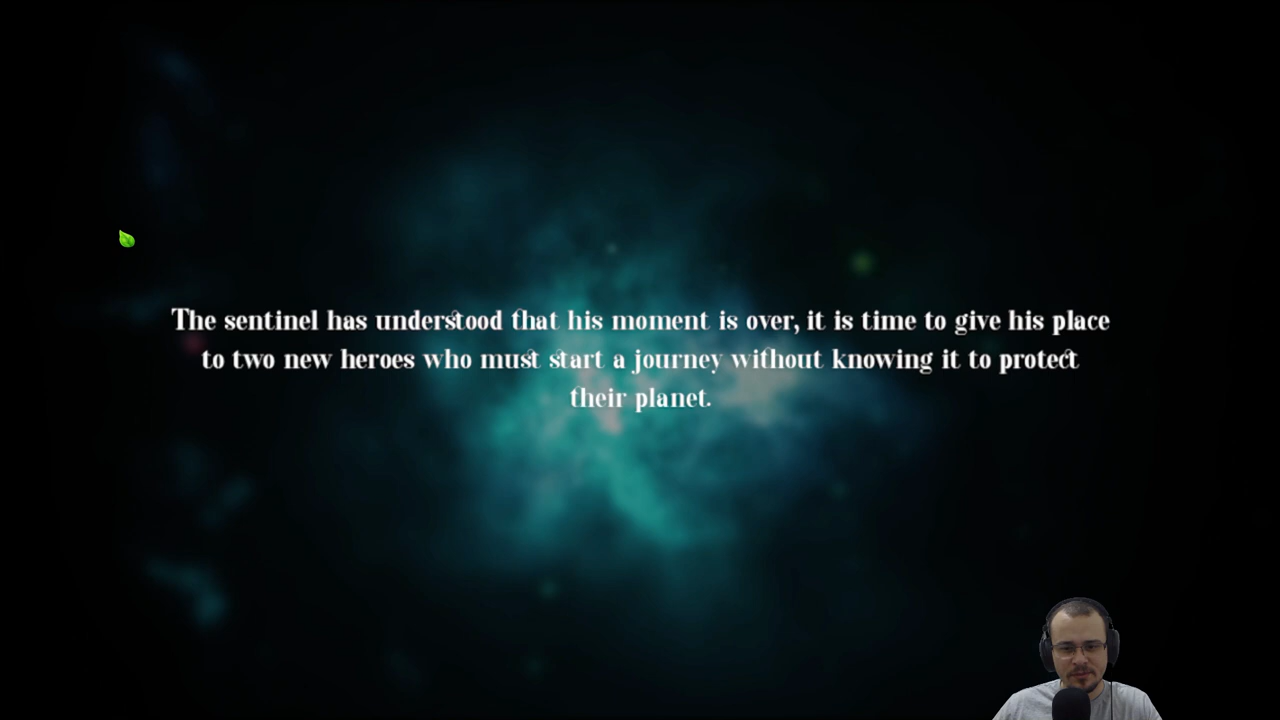 The sentinel has understood that his moment is over, it is time to give his place
to two new heroes who must start a journey without knowing it to protect
their planet.